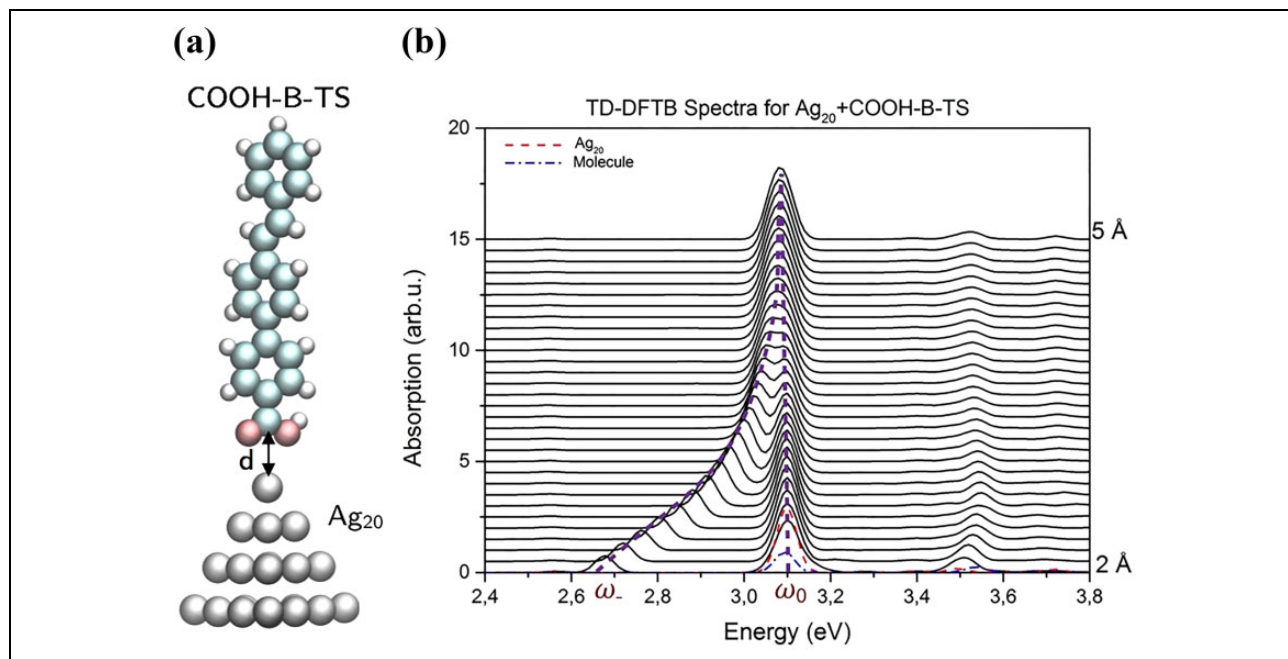 (a)
COOH-B-TS
d
Ag20
(b)
TD-DFTB Spectra for Ag20+COOH-B-TS
Ag20
Molecule
Absorption (arb.u.)
20
15
10
5
0
5 Å
2 Å
2,4 2,6 2,8 3,0 3,2 3,4 3,6 3,8
ω- ω0
Energy (eV)